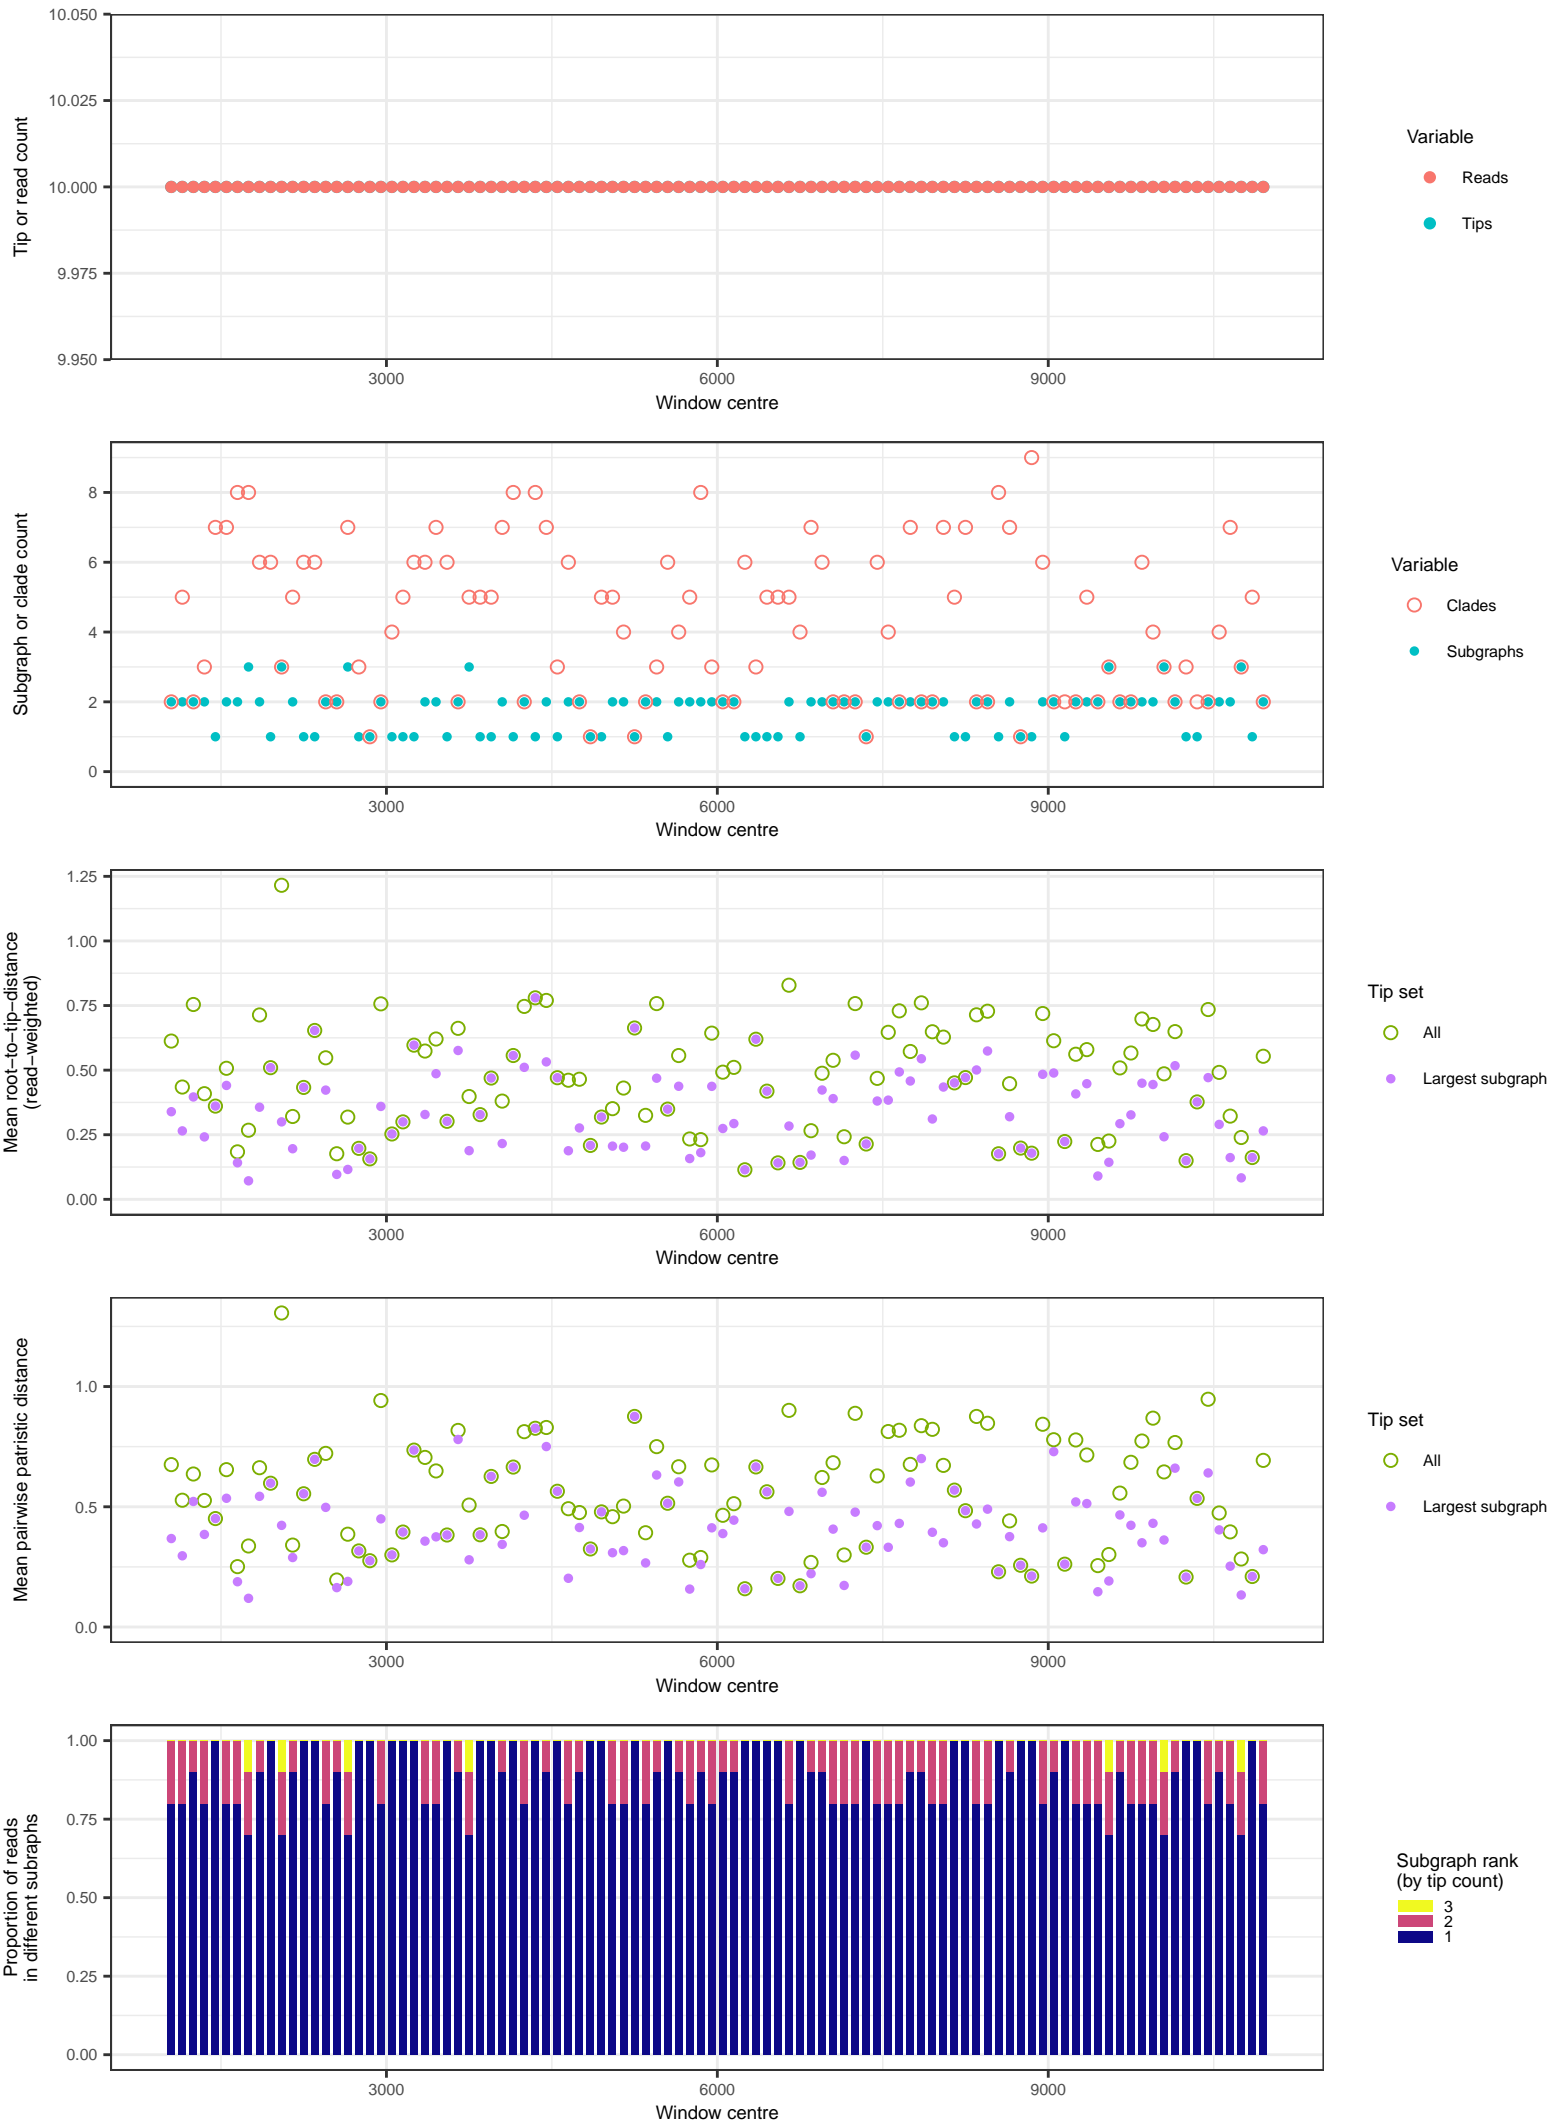 10.050
10.025
10.000
9.975
9.950
Tip or read count
3000 6000 9000
Window centre
Variable
Reads
Tips
8
6
4
2
0
Subgraph or clade count
3000 6000 9000
Window centre
Variable
Clades
Subgraphs
1.25
1.00
0.75
0.50
0.25
0.00
Mean root-to-tip-distance
(read-weighted)
3000 6000 9000
Window centre
Tip set
All
Largest subgraph
1.0
0.5
0.0
Mean pairwise patristic distance
3000 6000 9000
Window centre
Tip set
All
Largest subgraph
1.00
0.75
0.50
0.25
0.00
Proportion of reads
in different subraphs
3000 6000 9000
Window centre
Subgraph rank
(by tip count)
3
2
1